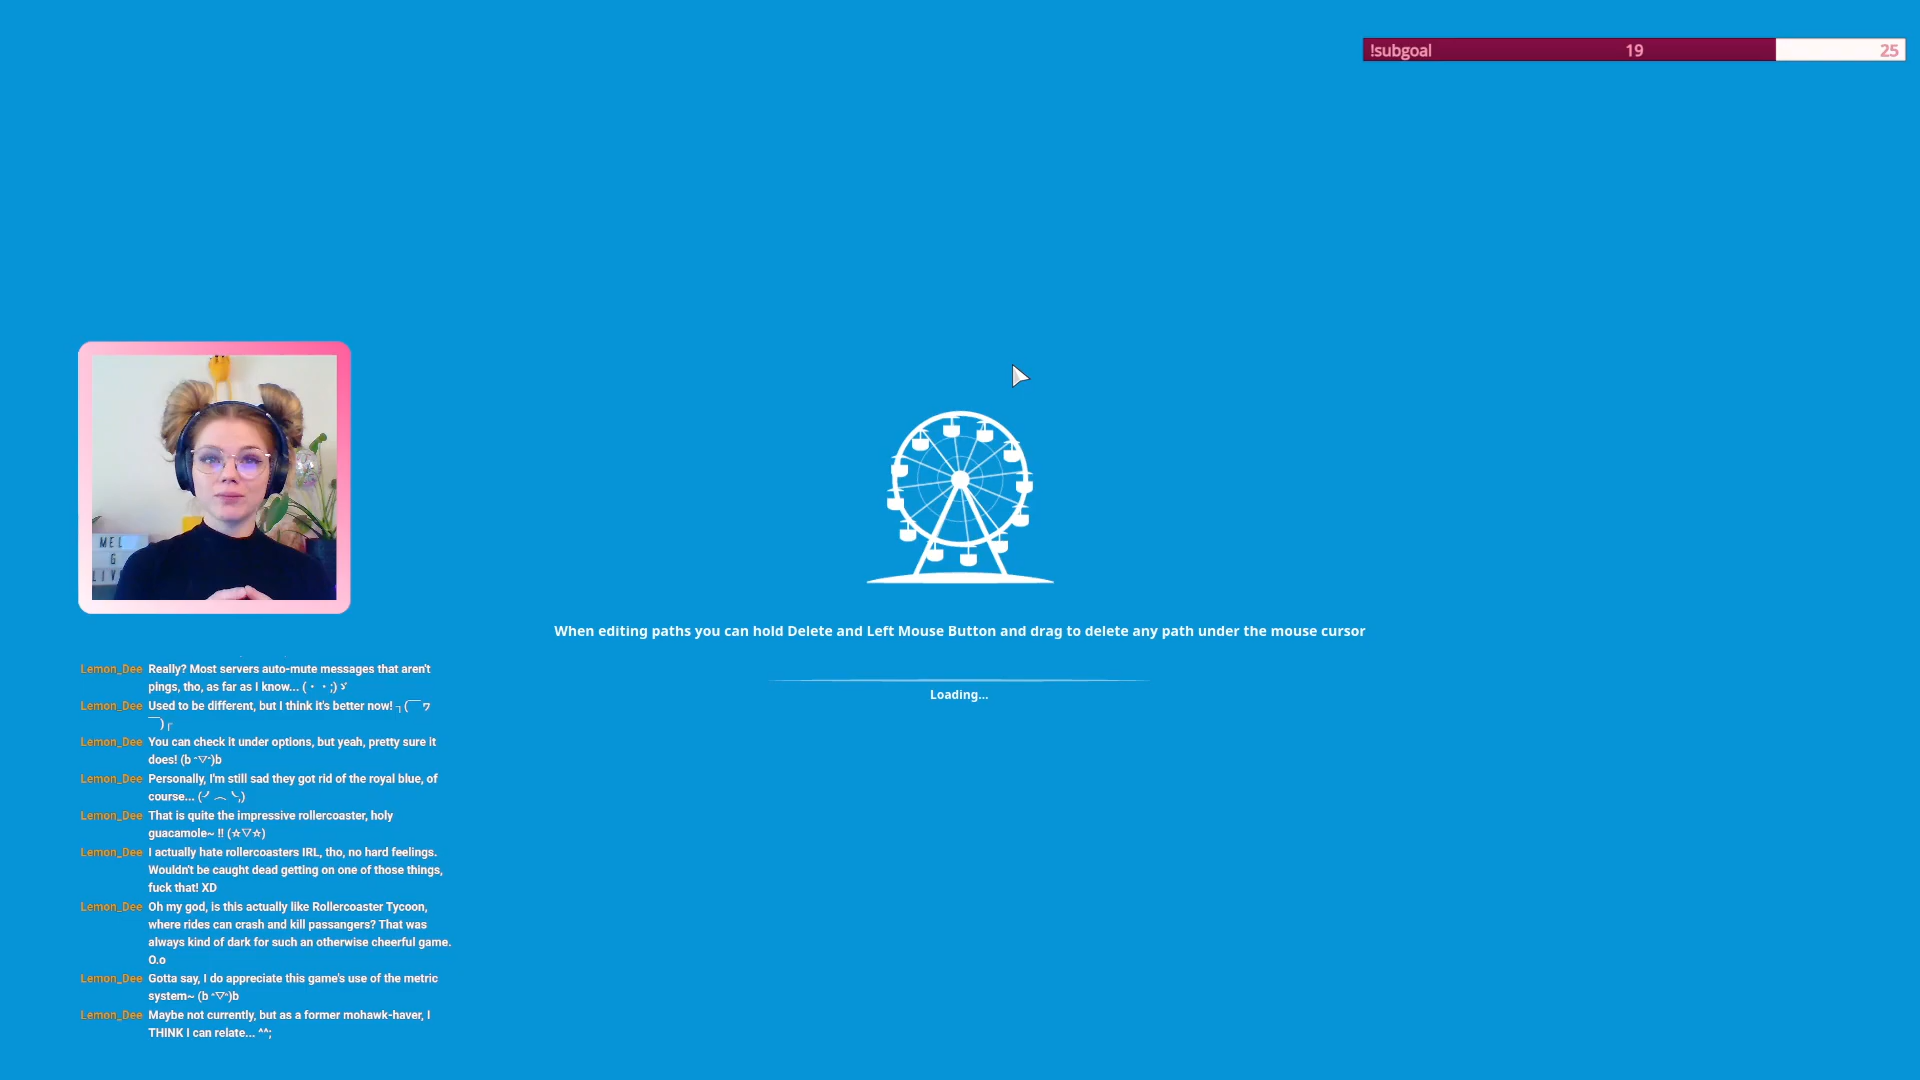 !subgoal 19 25
MEL
G
LIV
When editing paths you can hold Delete and Left Mouse Button and drag to delete any path under the mouse cursor
Loading...
Lemon_Dee Really? Most servers auto-mute messages that aren't
pings, tho, as far as I know... (・・;)ゞ
Lemon_Dee Used to be different, but I think it's better now! ┐(￣ヮ
￣)┌
Lemon_Dee You can check it under options, but yeah, pretty sure it
does! (b ᵔ▽ᵔ)b
Lemon_Dee Personally, I'm still sad they got rid of the royal blue, of
course... (╯︵╰,)
Lemon_Dee That is quite the impressive rollercoaster, holy
guacamole~ !! (☆▽☆)
Lemon_Dee I actually hate rollercoasters IRL, tho, no hard feelings.
Wouldn't be caught dead getting on one of those things,
fuck that! XD
Lemon_Dee Oh my god, is this actually like Rollercoaster Tycoon,
where rides can crash and kill passangers? That was
always kind of dark for such an otherwise cheerful game.
O.o
Lemon_Dee Gotta say, I do appreciate this game's use of the metric
system~ (b ᵔ▽ᵔ)b
Lemon_Dee Maybe not currently, but as a former mohawk-haver, I
THINK I can relate... ^^;